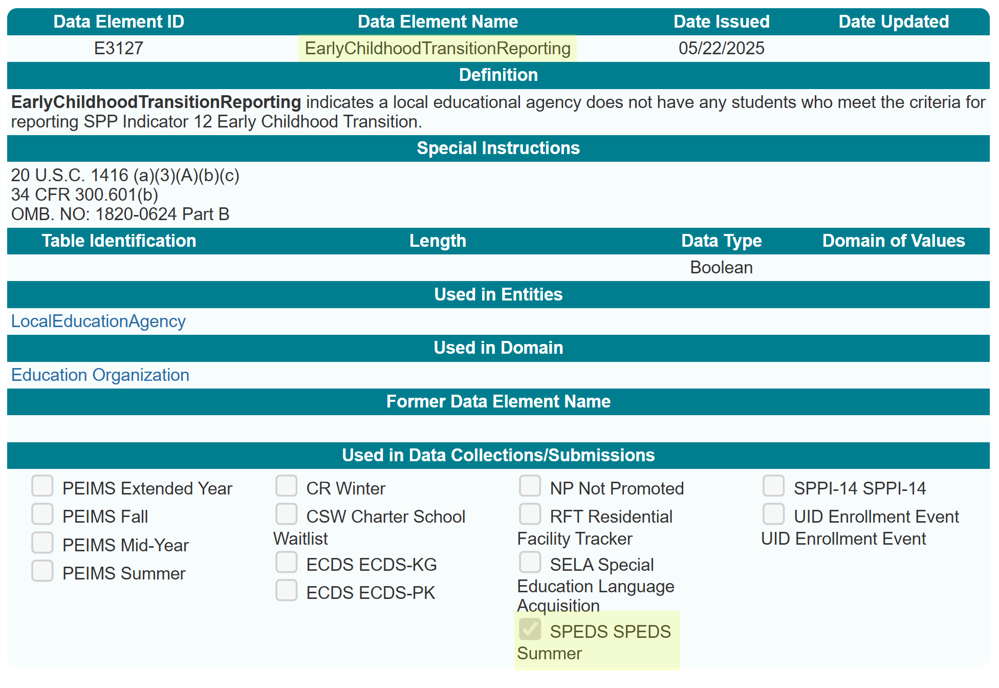 Data Element ID Data Element Name Date Issued Date Updated
E3127 EarlyChildhoodTransitionReporting 05/22/2025
Definition
EarlyChildhoodTransitionReporting indicates a local educational agency does not have any students who meet the criteria for
reporting SPP Indicator 12 Early Childhood Transition.
Special Instructions
20 U.S.C. 1416 (a)(3)(A)(b)(c)
34 CFR 300.601(b)
OMB. NO: 1820-0624 Part B
Table Identification Length Data Type Domain of Values
Boolean
Used in Entities
LocalEducationAgency
Used in Domain
Education Organization
Former Data Element Name
Used in Data Collections/Submissions
PEIMS Extended Year
PEIMS Fall
PEIMS Mid-Year
PEIMS Summer
CR Winter
CSW Charter School
Waitlist
ECDS ECDS-KG
ECDS ECDS-PK
NP Not Promoted
RFT Residential
Facility Tracker
SELA Special
Education Language
Acquisition
SPEDS SPEDS
Summer
SPPI-14 SPPI-14
UID Enrollment Event
UID Enrollment Event